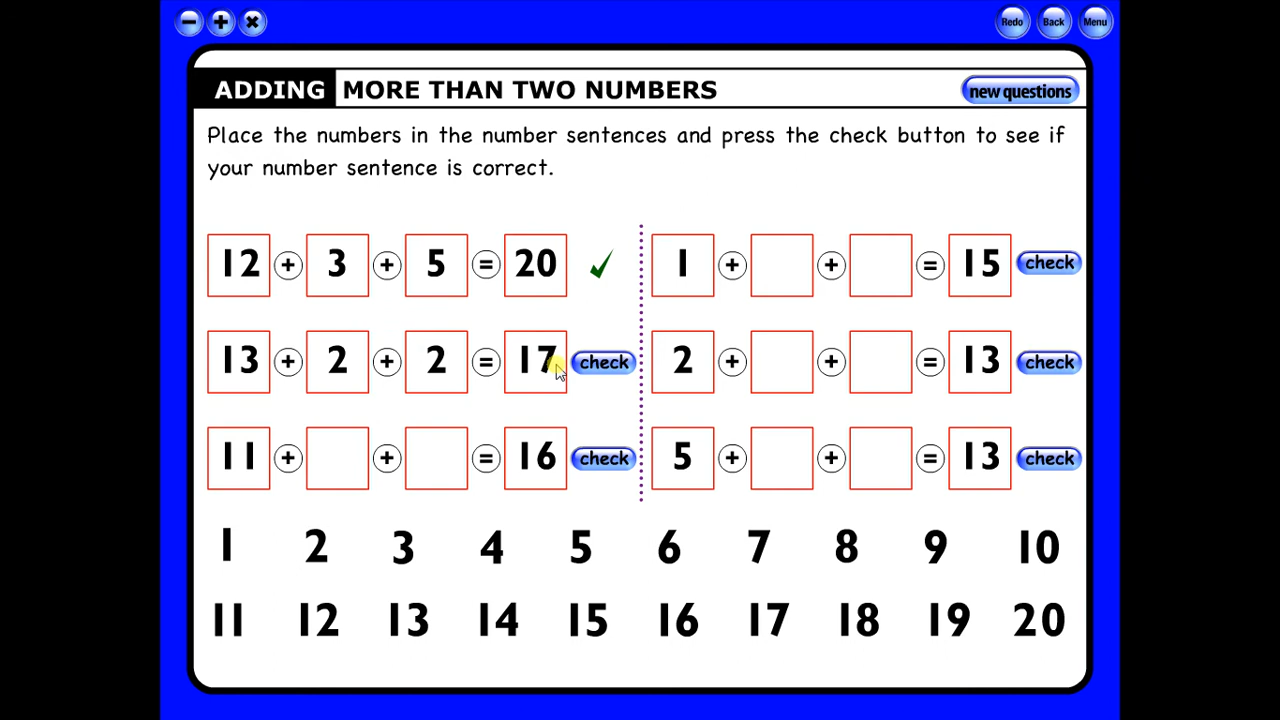 − + ✖ Redo Back Menu
ADDING MORE THAN TWO NUMBERS new questions
Place the numbers in the number sentences and press the check button to see if
your number sentence is correct.
12 + 3 + 5 = 20 ✓ 1 + + = 15 check
13 + 2 + 2 = 17 check 2 + + = 13 check
11 + + = 16 check 5 + + = 13 check
1 2 3 4 5 6 7 8 9 10
11 12 13 14 15 16 17 18 19 20